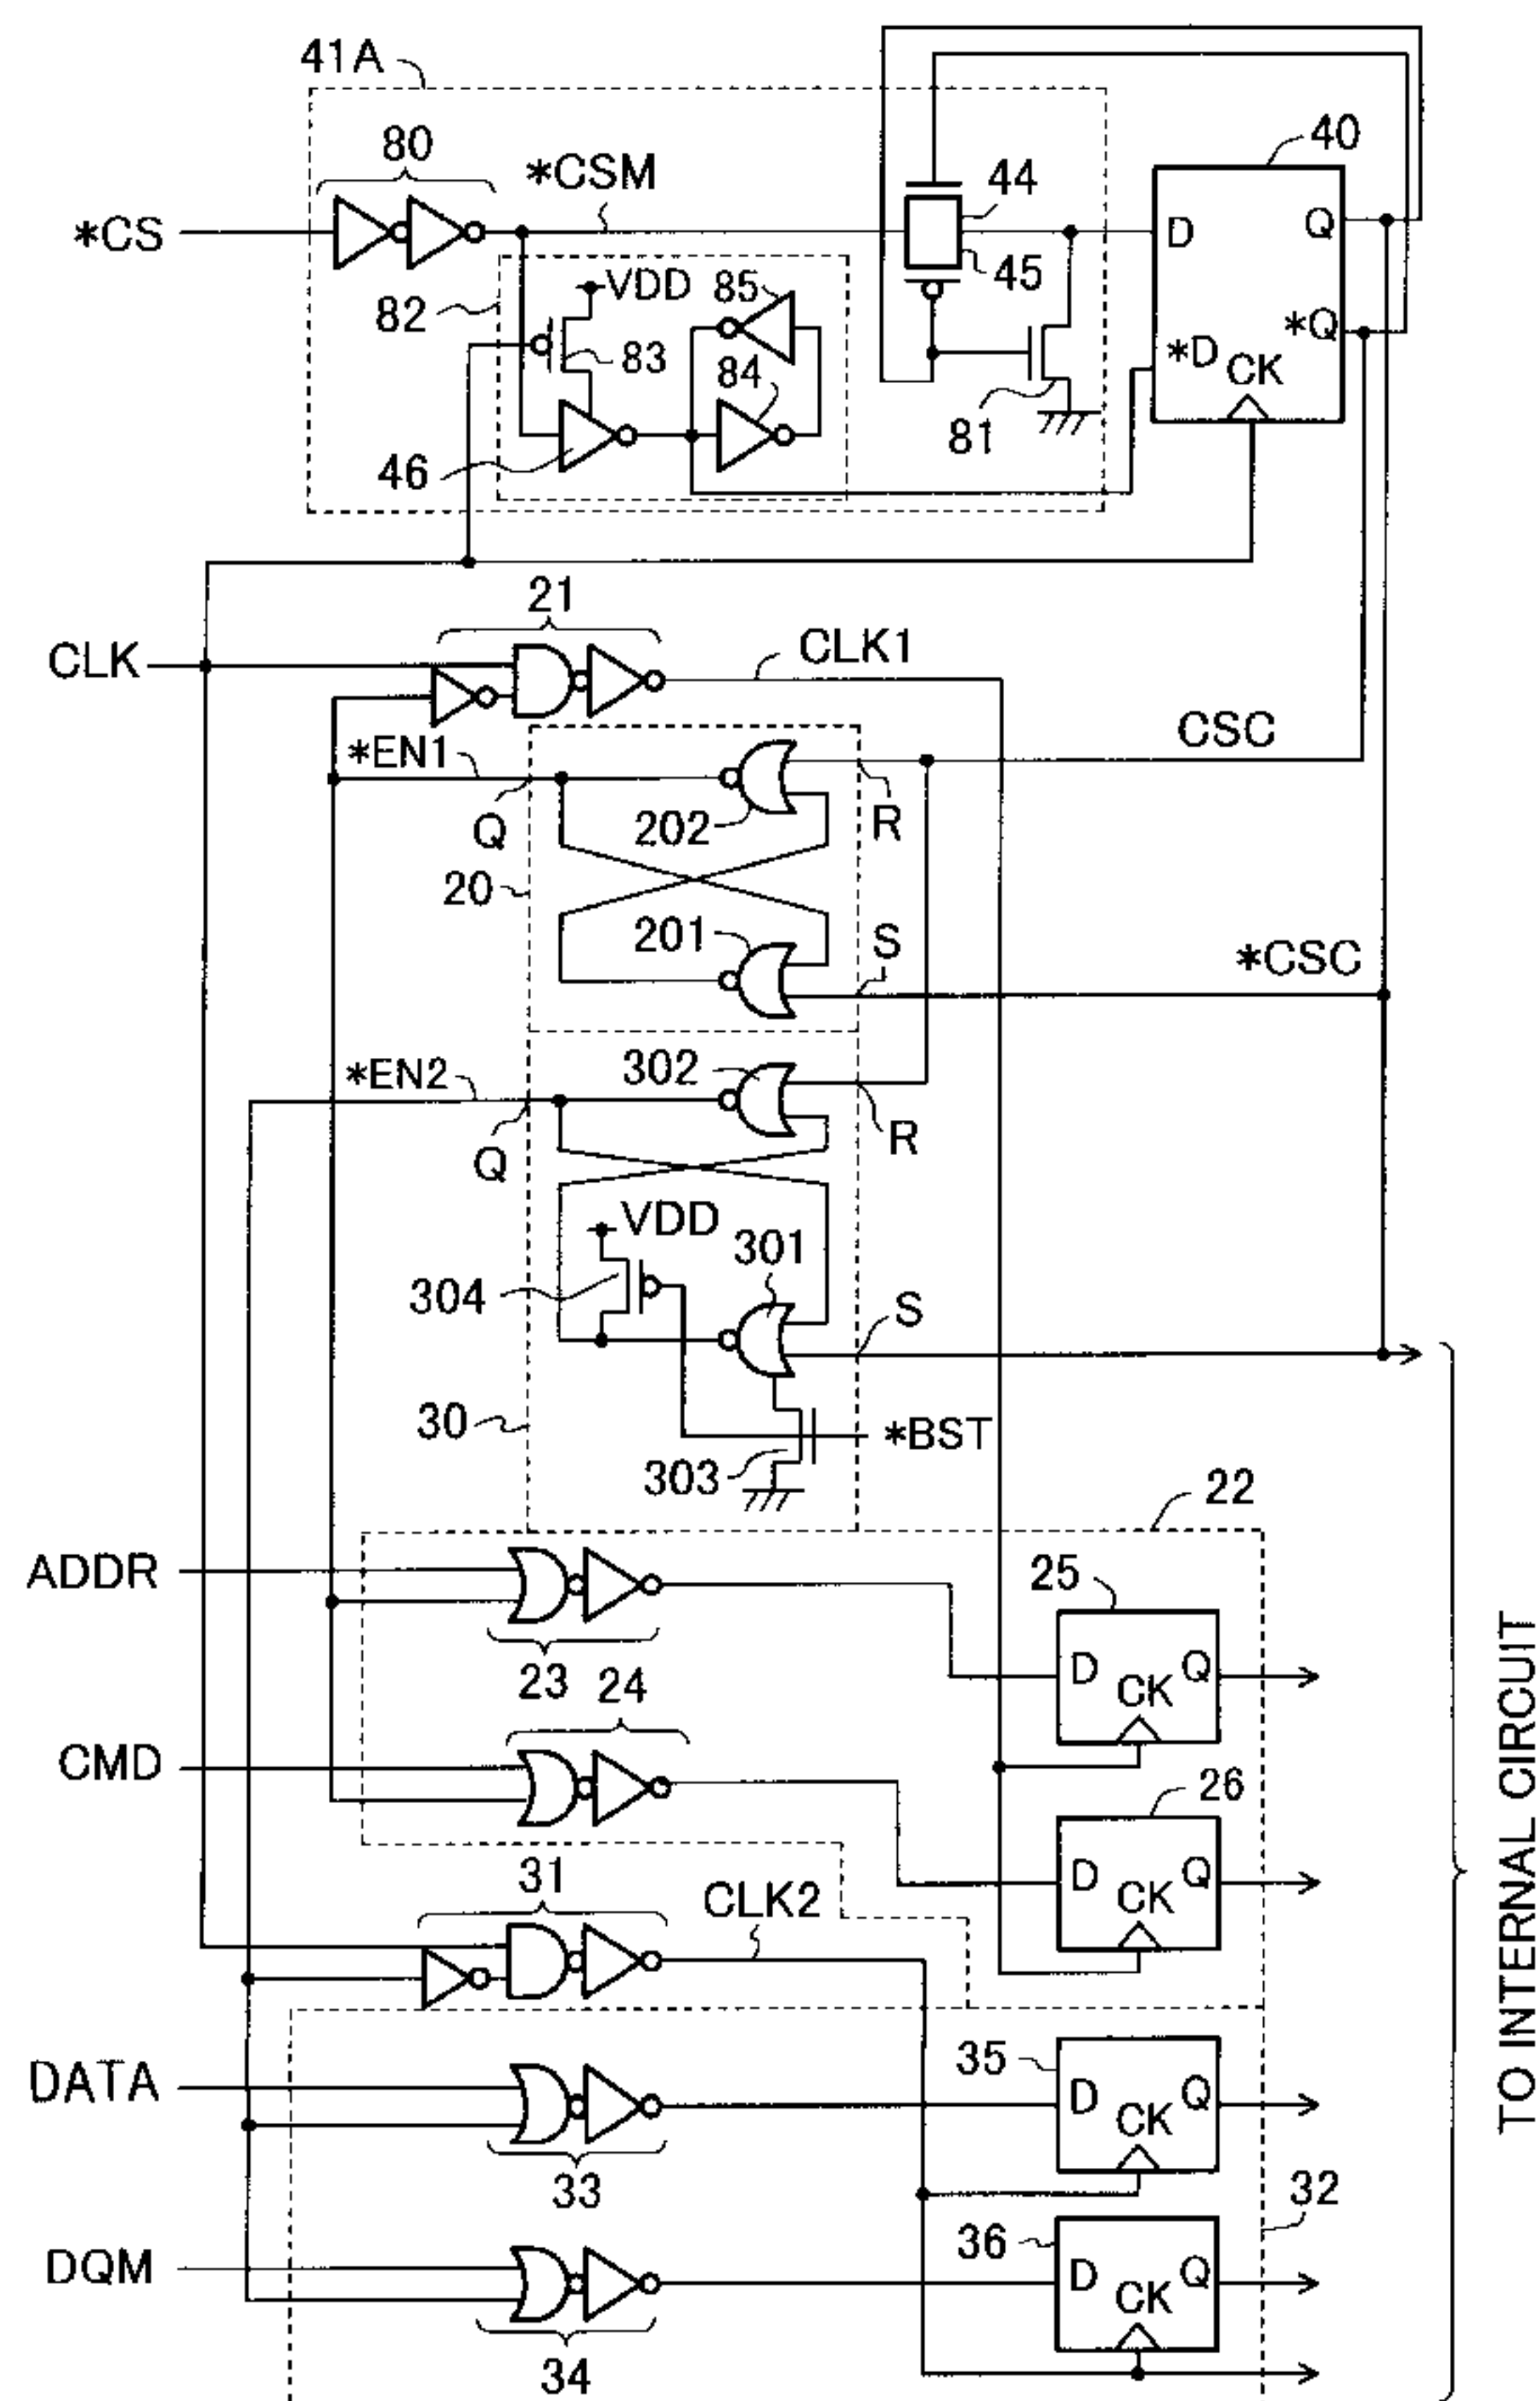 41A
80
*CSM
44
40
*CS
D
Q
45
VDD
85
82
83
*Q
*D
CK
84
81
46
21
CLK
CLK1
CSC
*EN1
Q
202
R
20
201
S
*CSC
302
*EN2
R
Q
VDD
301
304
S
30
*BST
303
22
ADDR
25
D
CK
Q
23
24
CMD
26
D
CK
Q
31
CLK2
DATA
35
D
CK
Q
33
32
DQM
36
D
CK
Q
34
TO INTERNAL CIRCUIT